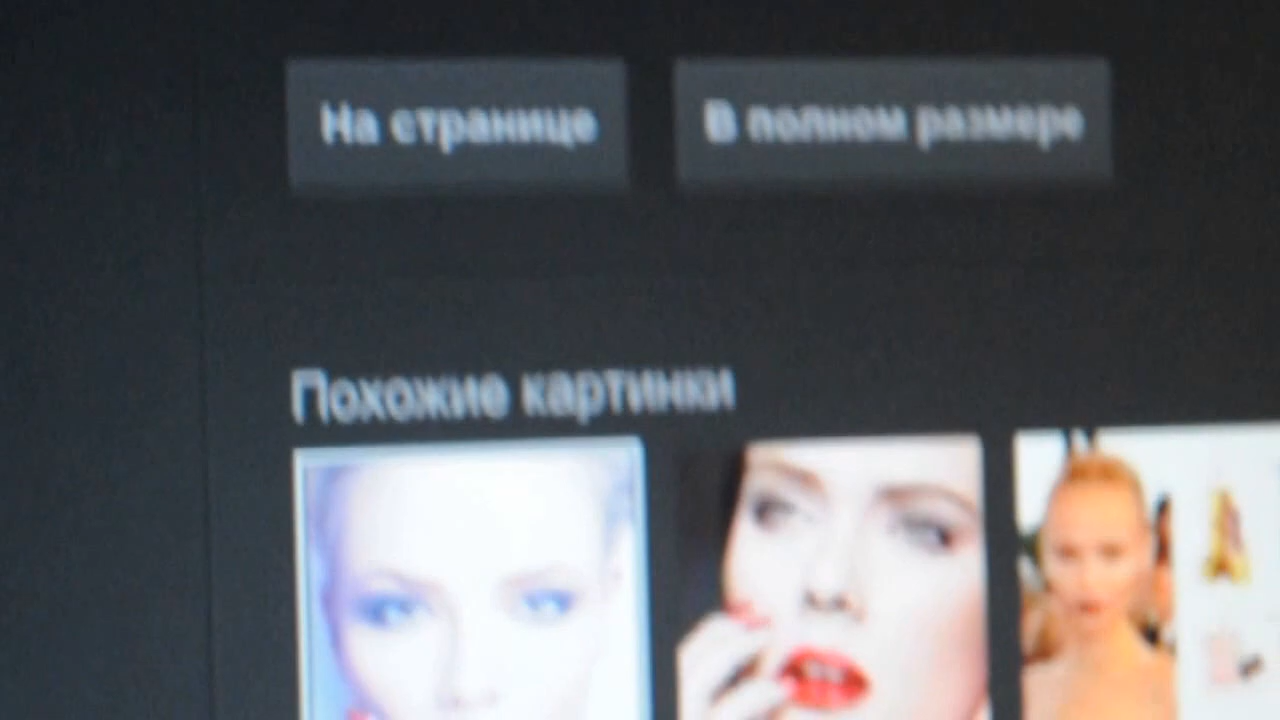 На странице
В полном размере
Похожие картинки